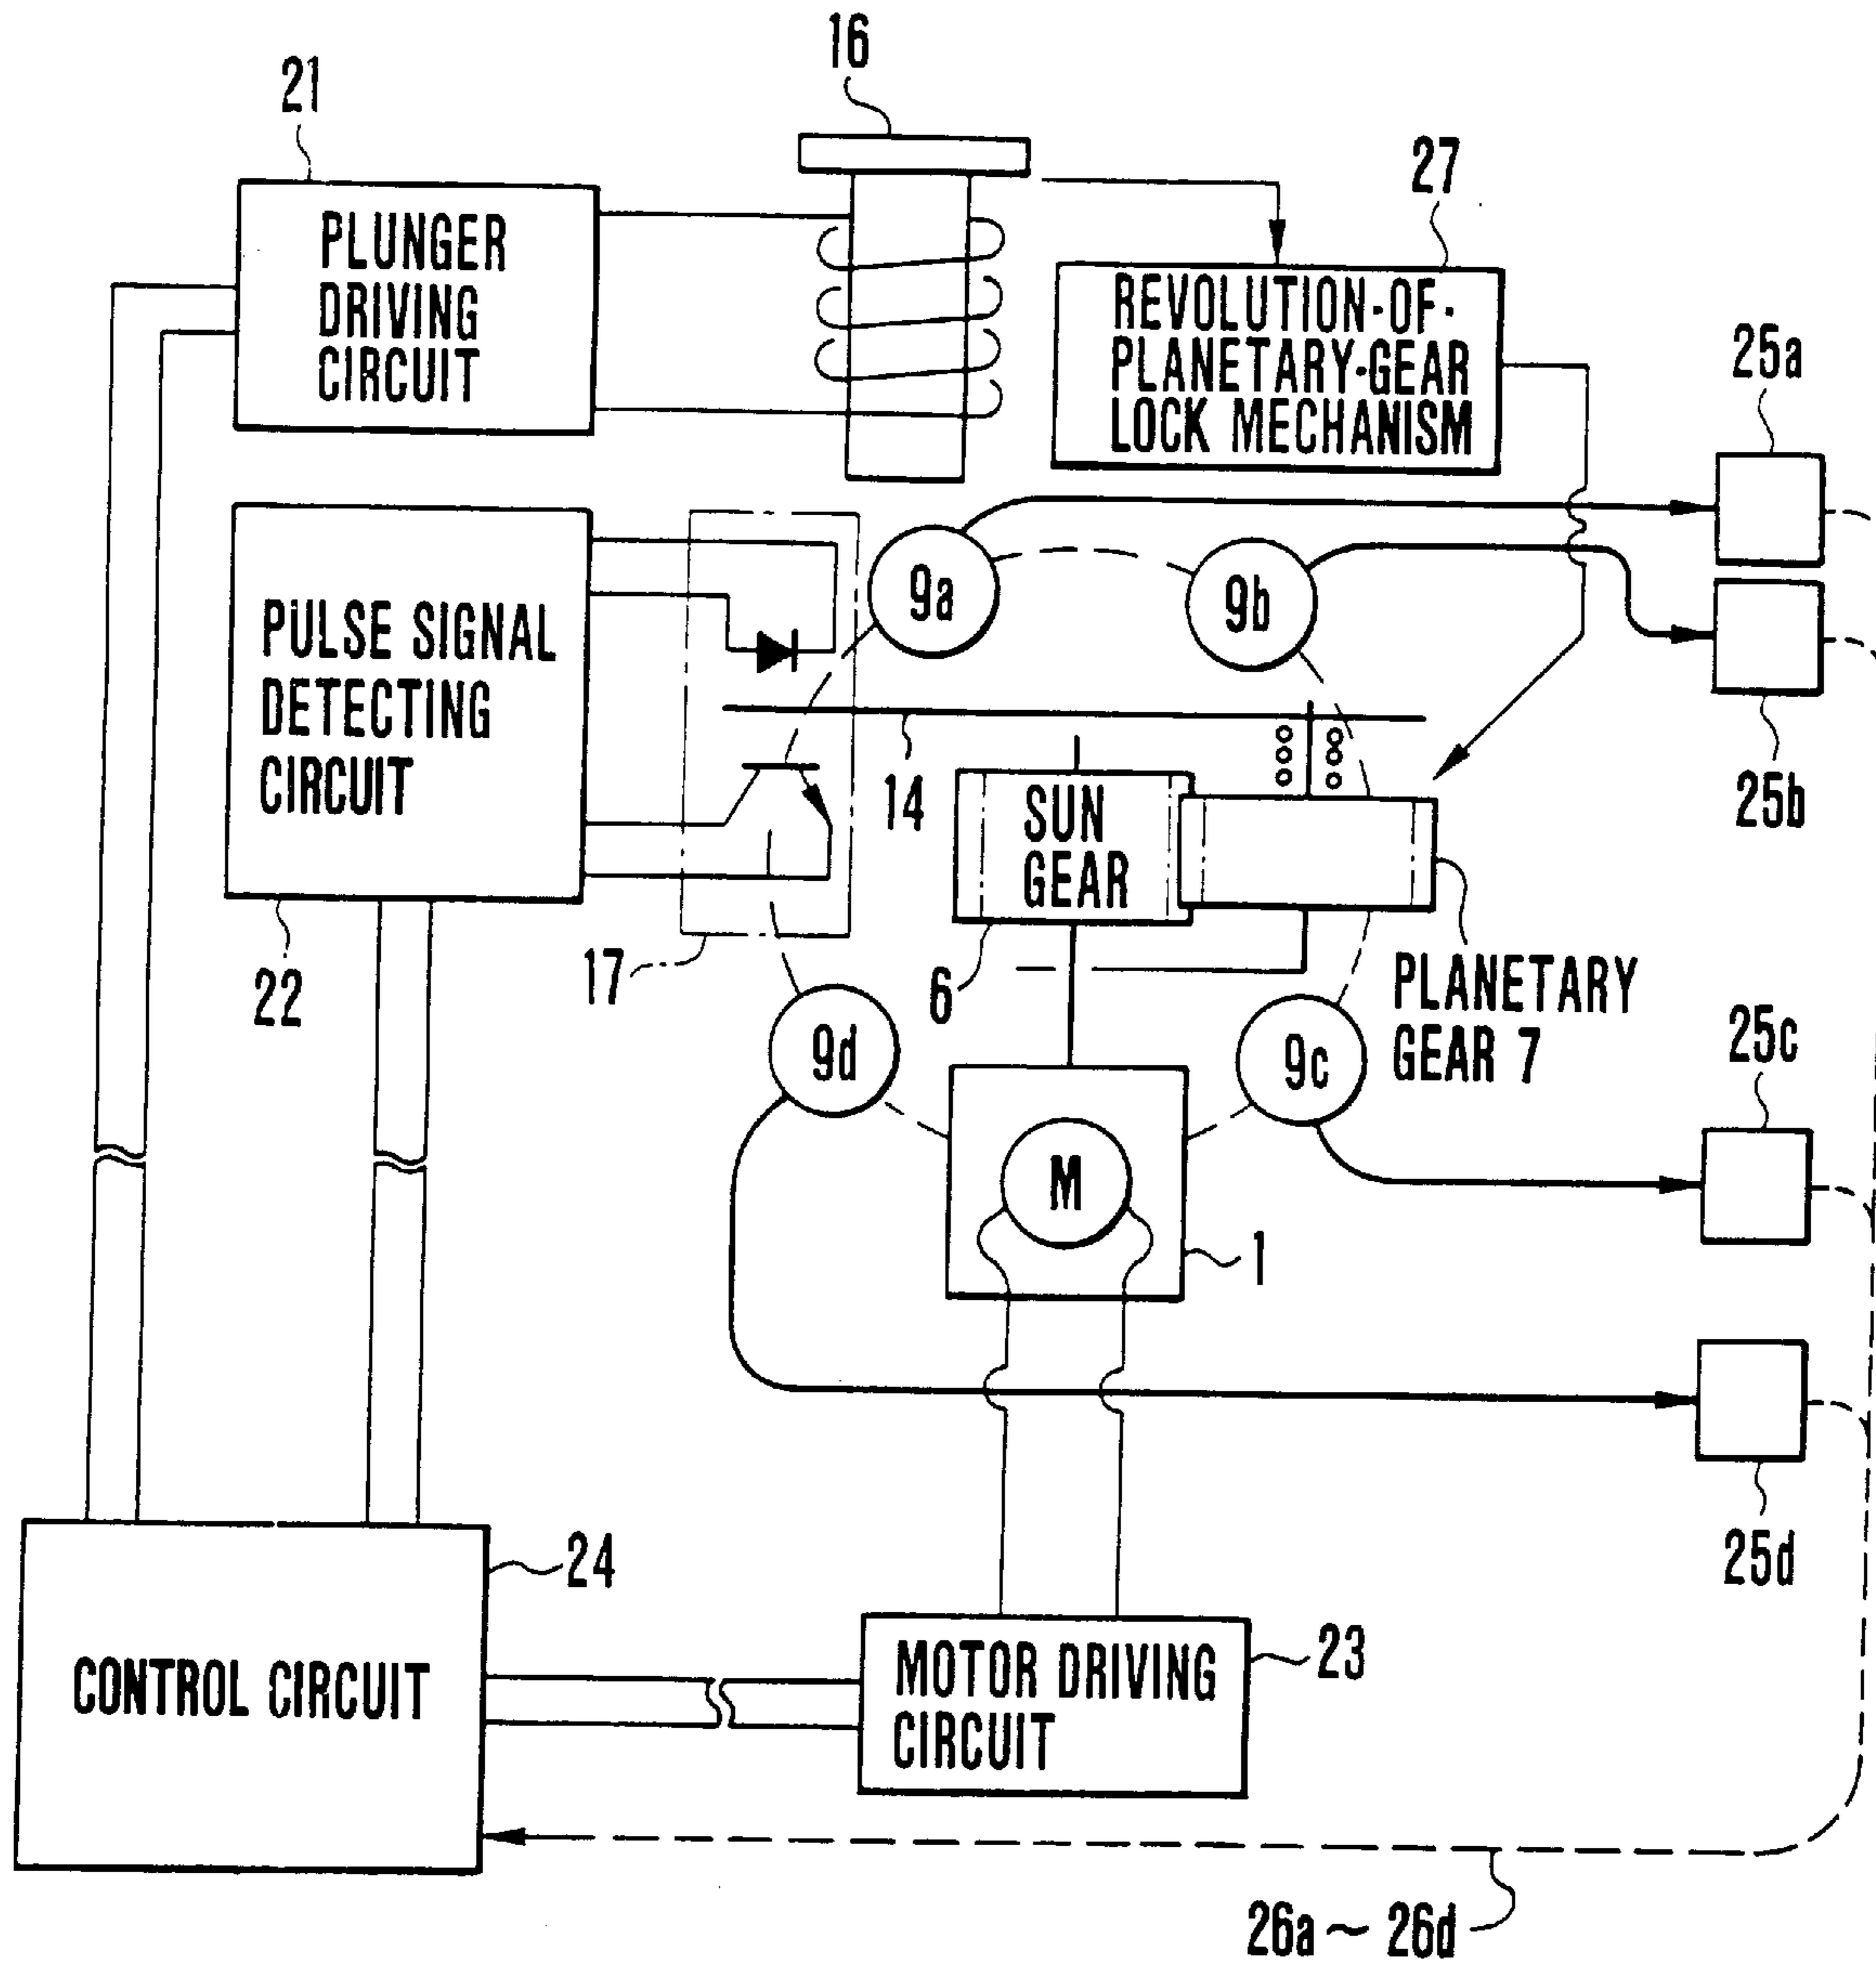 16
21
27
PLUNGER
DRIVING
CIRCUIT
REVOLUTION-OF-
PLANETARY-GEAR
LOCK MECHANISM
25a
9a
9b
PULSE SIGNAL
DETECTING
CIRCUIT
14
25b
SUN
GEAR
22
17
6
PLANETARY
GEAR 7
9d
9c
25c
M
1
25d
24
CONTROL CIRCUIT
MOTOR DRIVING
CIRCUIT
23
26a ~ 26d